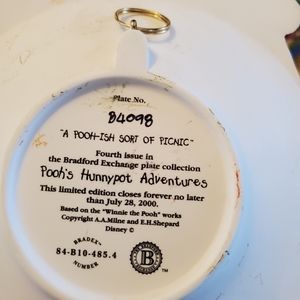 Plate No.
D4098
"A POOH-ISH SORT OF PICNIC"
Fourth issue in
the Bradford Exchange plate collection
Pooh's Hunnypot Adventures
This limited edition closes forever no later
than July 28, 2000.
Based on the "Winnie the Pooh" works
Copyright A.A.Milne and E.H.Shepard
Disney ©
BRADEX
84-B10-485.4
NUMBER
B
TM